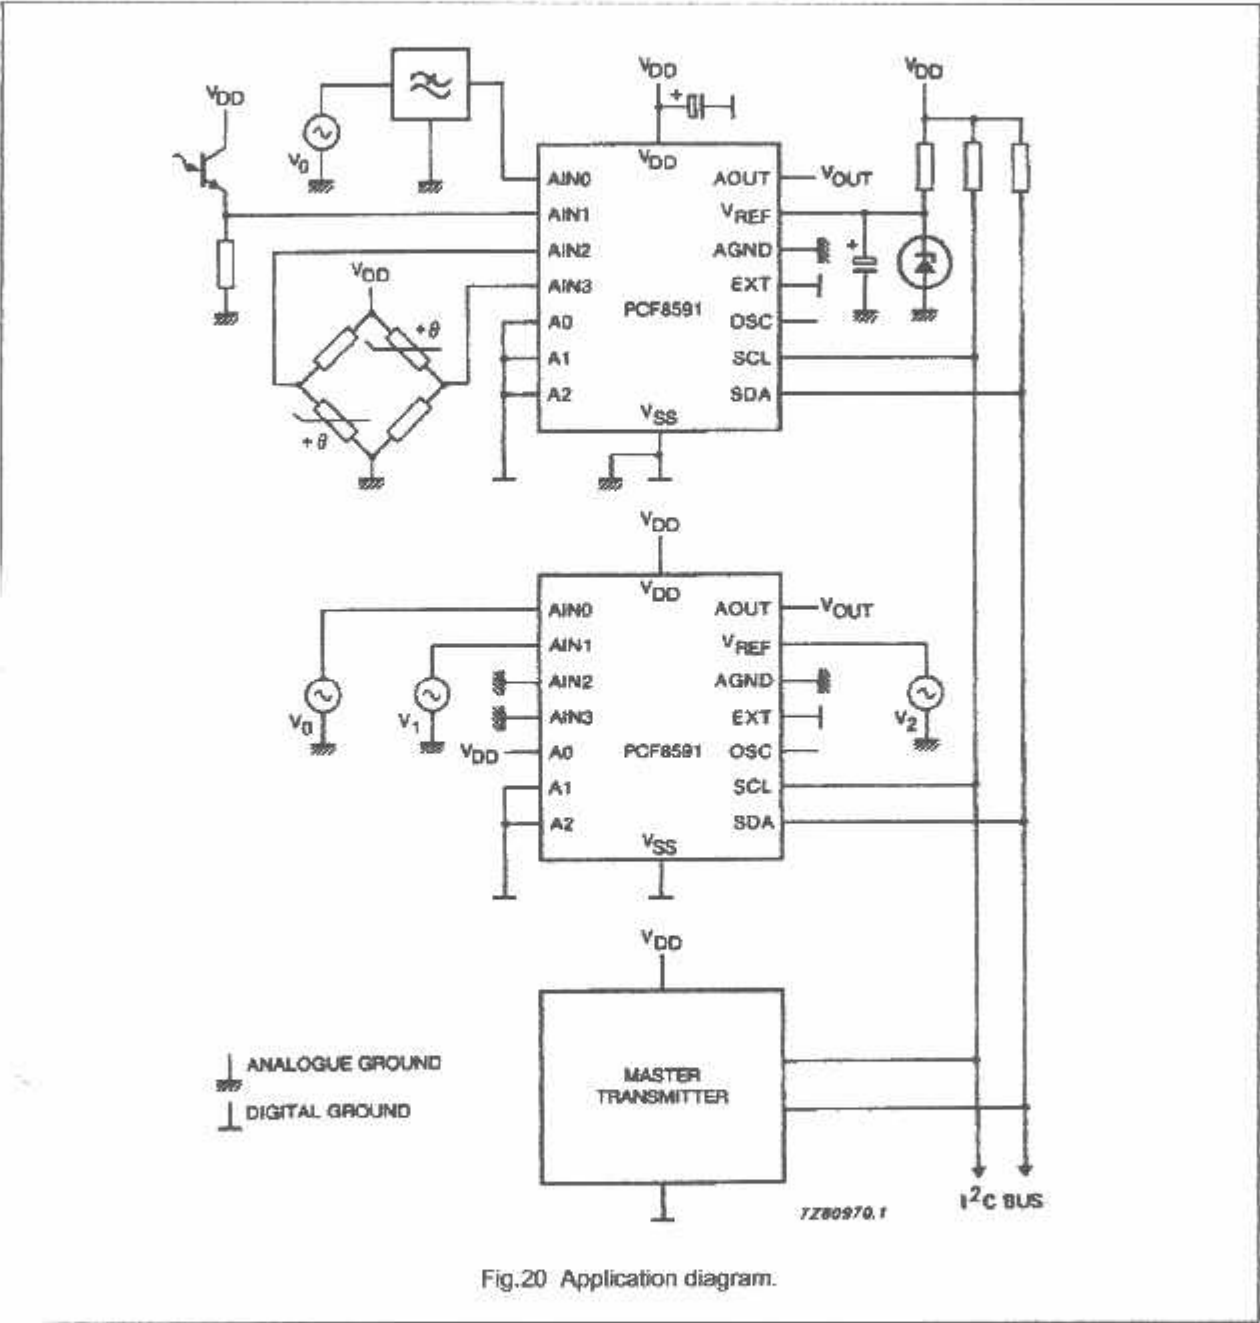 VDD
V0
VDD
VDD
VDD
AIN0
AIN1
AIN2
AIN3
A0
A1
A2
VDD
PCF8591
VSS
AOUT
VREF
AGND
EXT
OSC
SCL
SDA
VOUT
+
+
VDD
+θ
+θ
VDD
VDD
AIN0
AIN1
AIN2
AIN3
A0
A1
A2
PCF8591
VSS
AOUT
VREF
AGND
EXT
OSC
SCL
SDA
VOUT
V0
V1
VDD
V2
VDD
MASTER
TRANSMITTER
ANALOGUE GROUND
DIGITAL GROUND
I2C BUS
7Z80970.1
Fig.20 Application diagram.